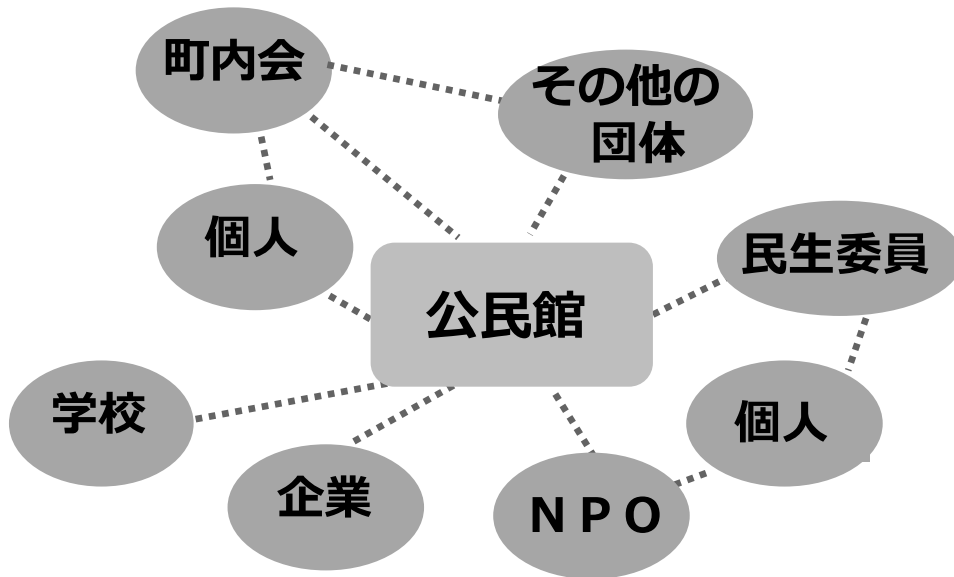 町内会
その他の
団体
個人
民生委員
公民館
学校
個人
企業
ＮＰＯ